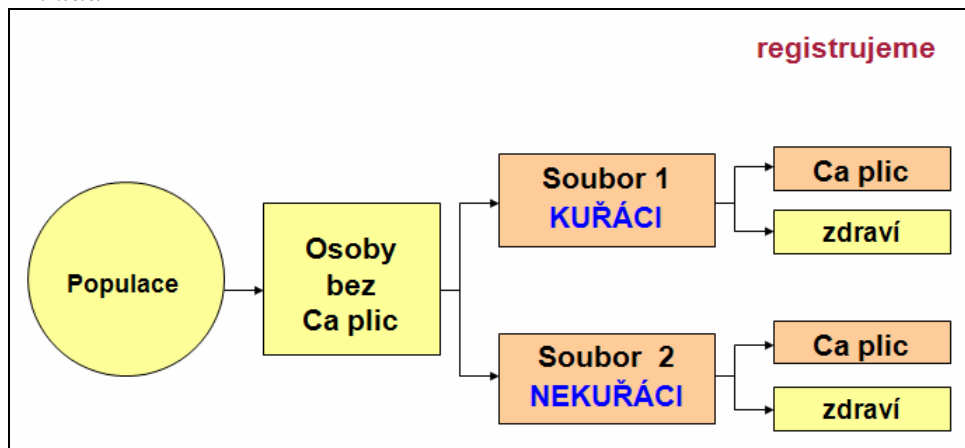 registrujeme
Populace
Osoby
bez
Ca plic
Soubor 1
KUŘÁCI
Ca plic
zdraví
Soubor 2
NEKUŘÁCI
Ca plic
zdraví